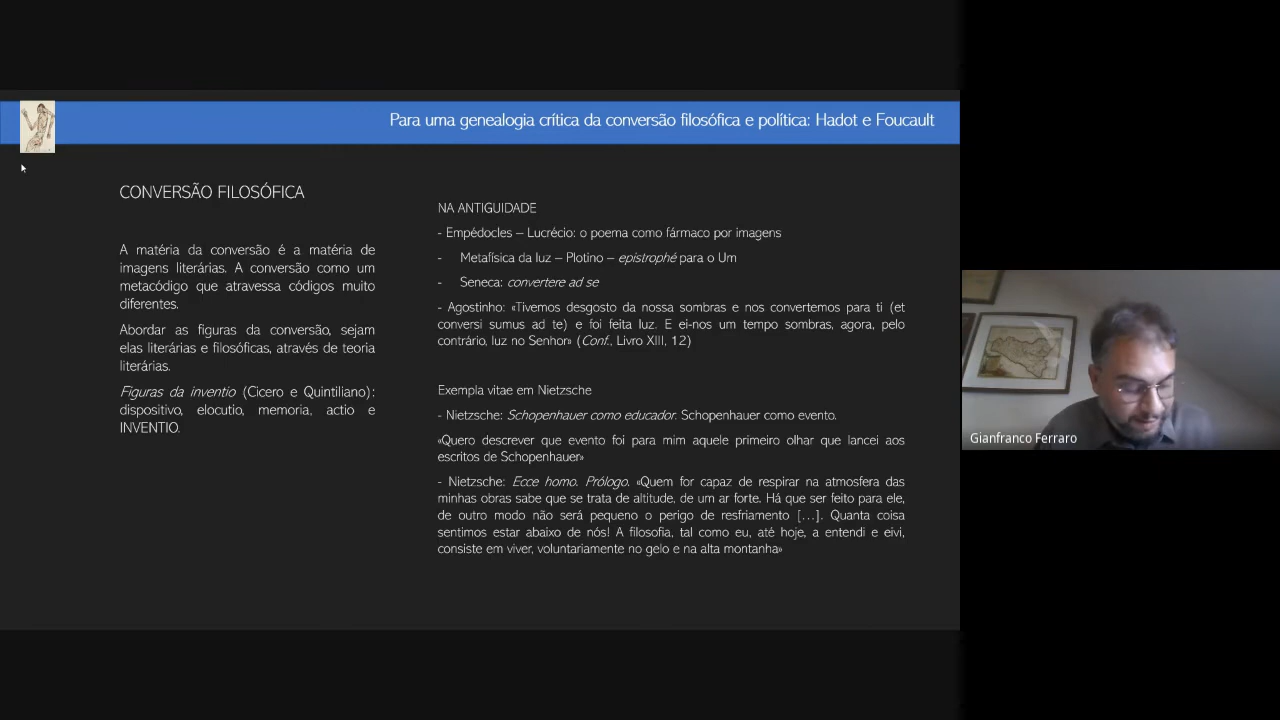 Para uma genealogia crítica da conversão filosófica e política: Hadot e Foucault
CONVERSÃO FILOSÓFICA
A matéria da conversão é a matéria de
imagens literárias. A conversão como um
metacódigo que atravessa códigos muito
diferentes.
Abordar as figuras da conversão, sejam
elas literárias e filosóficas, através de teoria
literárias.
Figuras da inventio (Cicero e Quintiliano):
dispositivo, elocutio, memoria, actio e
INVENTIO.
NA ANTIGUIDADE
- Empédocles – Lucrécio: o poema como fármaco por imagens
- Metafísica da luz – Plotino – epistrophé para o Um
- Seneca: convertere ad se
- Agostinho: «Tivemos desgosto da nossa sombras e nos convertemos para ti (et
conversi sumus ad te) e foi feita luz. E ei-nos um tempo sombras, agora, pelo
contrário, luz no Senhor» (Conf., Livro XIII, 12)
Exempla vitae em Nietzsche
- Nietzsche: Schopenhauer como educador. Schopenhauer como evento.
«Quero descrever que evento foi para mim aquele primeiro olhar que lancei aos
escritos de Schopenhauer»
- Nietzsche: Ecce homo. Prólogo. «Quem for capaz de respirar na atmosfera das
minhas obras sabe que se trata de altitude, de um ar forte. Há que ser feito para ele,
de outro modo não será pequeno o perigo de resfriamento [...]. Quanta coisa
sentimos estar abaixo de nós! A filosofia, tal como eu, até hoje, a entendi e eivi,
consiste em viver, voluntariamente no gelo e na alta montanha»
Gianfranco Ferraro